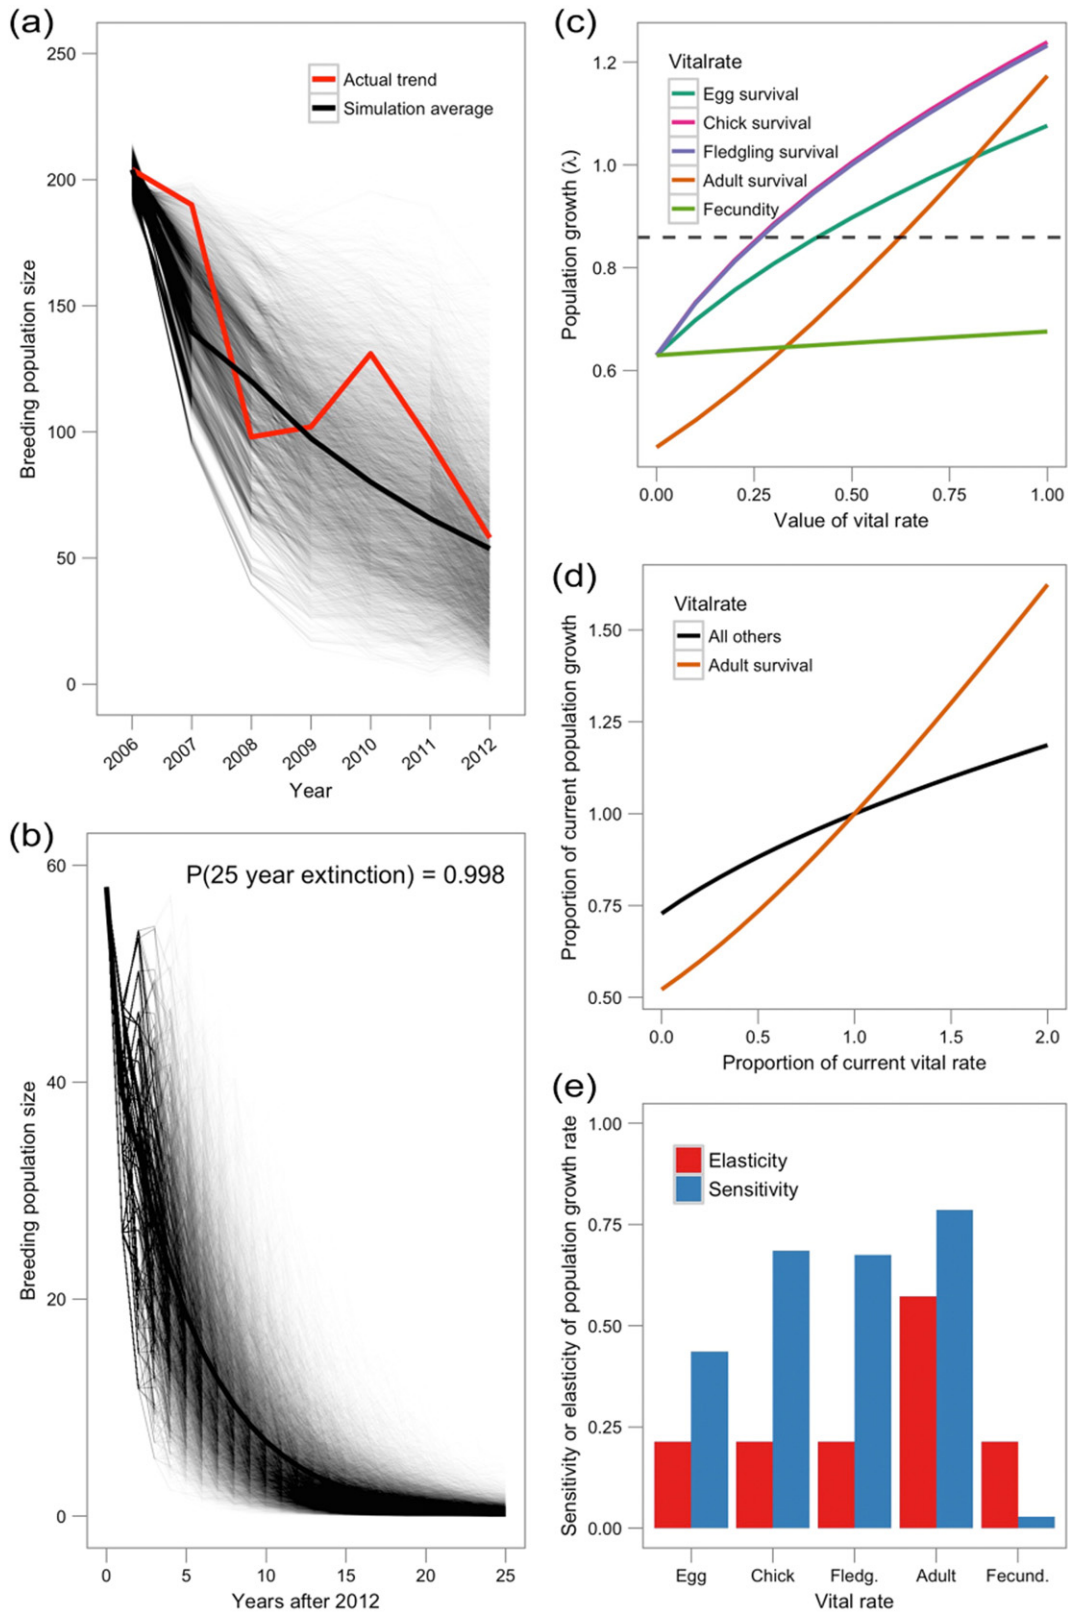 (a)
250
200
150
100
50
0
Breeding population size
Actual trend
Simulation average
2006
2007
2008
2009
2010
2011
2012
Year
(b)
60
40
20
0
Breeding population size
P(25 year extinction) = 0.998
0
5
10
15
20
25
Years after 2012
(c)
1.2
1.0
0.8
0.6
Population growth (λ)
Vitalrate
Egg survival
Chick survival
Fledgling survival
Adult survival
Fecundity
0.00
0.25
0.50
0.75
1.00
Value of vital rate
(d)
1.50
1.25
1.00
0.75
0.50
Proportion of current population growth
Vitalrate
All others
Adult survival
0.0
0.5
1.0
1.5
2.0
Proportion of current vital rate
(e)
1.00
0.75
0.50
0.25
0.00
Sensitivity or elasticity of population growth rate
Elasticity
Sensitivity
Egg
Chick
Fledg.
Adult
Fecund.
Vital rate